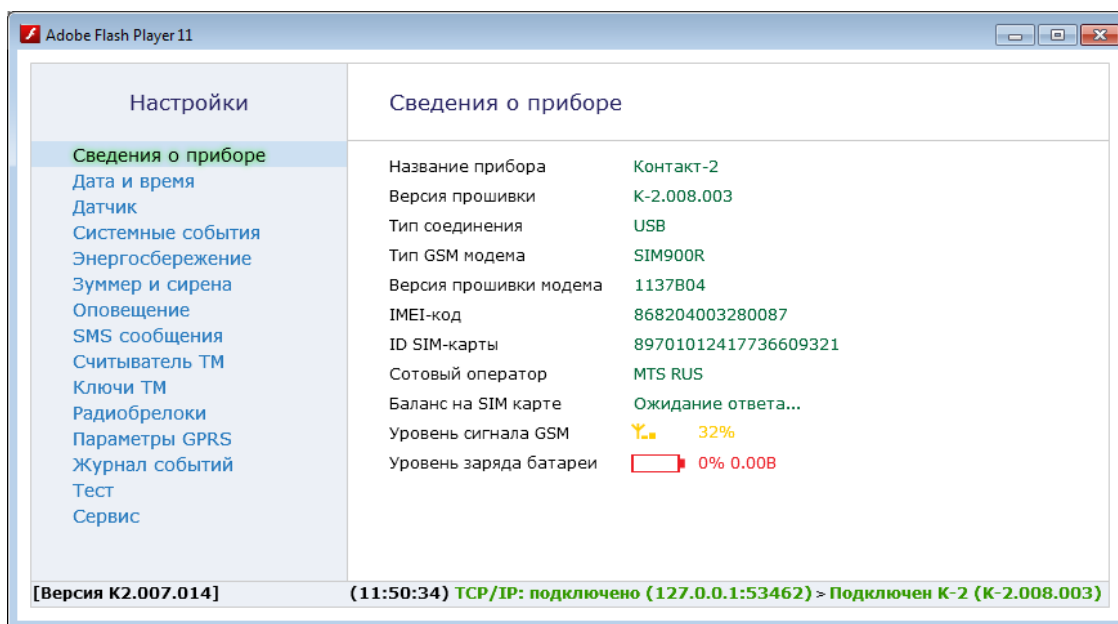 Adobe Flash Player 11
Настройки
Сведения о приборе
Дата и время
Датчик
Системные события
Энергосбережение
Зуммер и сирена
Оповещение
SMS сообщения
Считыватель ТМ
Ключи ТМ
Радиобрелоки
Параметры GPRS
Журнал событий
Тест
Сервис
Сведения о приборе
Название прибора Контакт-2
Версия прошивки К-2.008.003
Тип соединения USB
Тип GSM модема SIM900R
Версия прошивки модема 1137B04
IMEI-код 868204003280087
ID SIM-карты 89701012417736609321
Сотовый оператор MTS RUS
Баланс на SIM карте Ожидание ответа...
Уровень сигнала GSM 32%
Уровень заряда батареи 0% 0.00В
[Версия К2.007.014] (11:50:34) TCP/IP: подключено (127.0.0.1:53462) > Подключен К-2 (К-2.008.003)